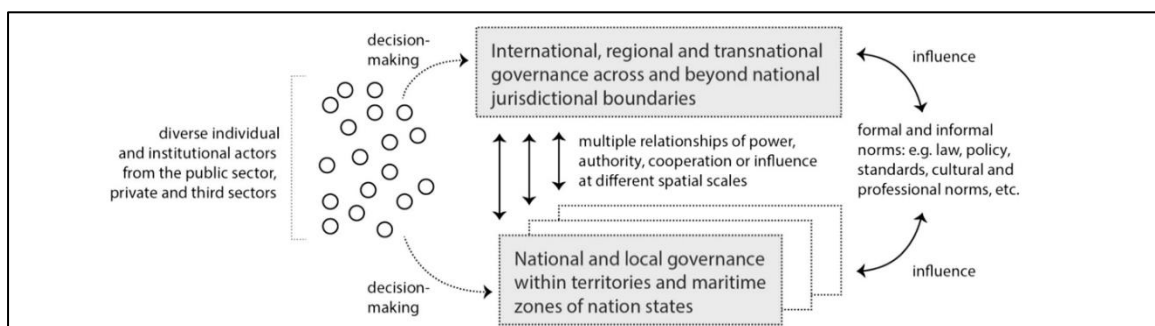 decision-
making
International, regional and transnational
governance across and beyond national
jurisdictional boundaries
influence
diverse individual
and institutional actors
from the public sector,
private and third sectors
multiple relationships of power,
authority, cooperation or influence
at different spatial scales
formal and informal
norms: e.g. law, policy,
standards, cultural and
professional norms, etc.
decision-
making
National and local governance
within territories and maritime
zones of nation states
influence